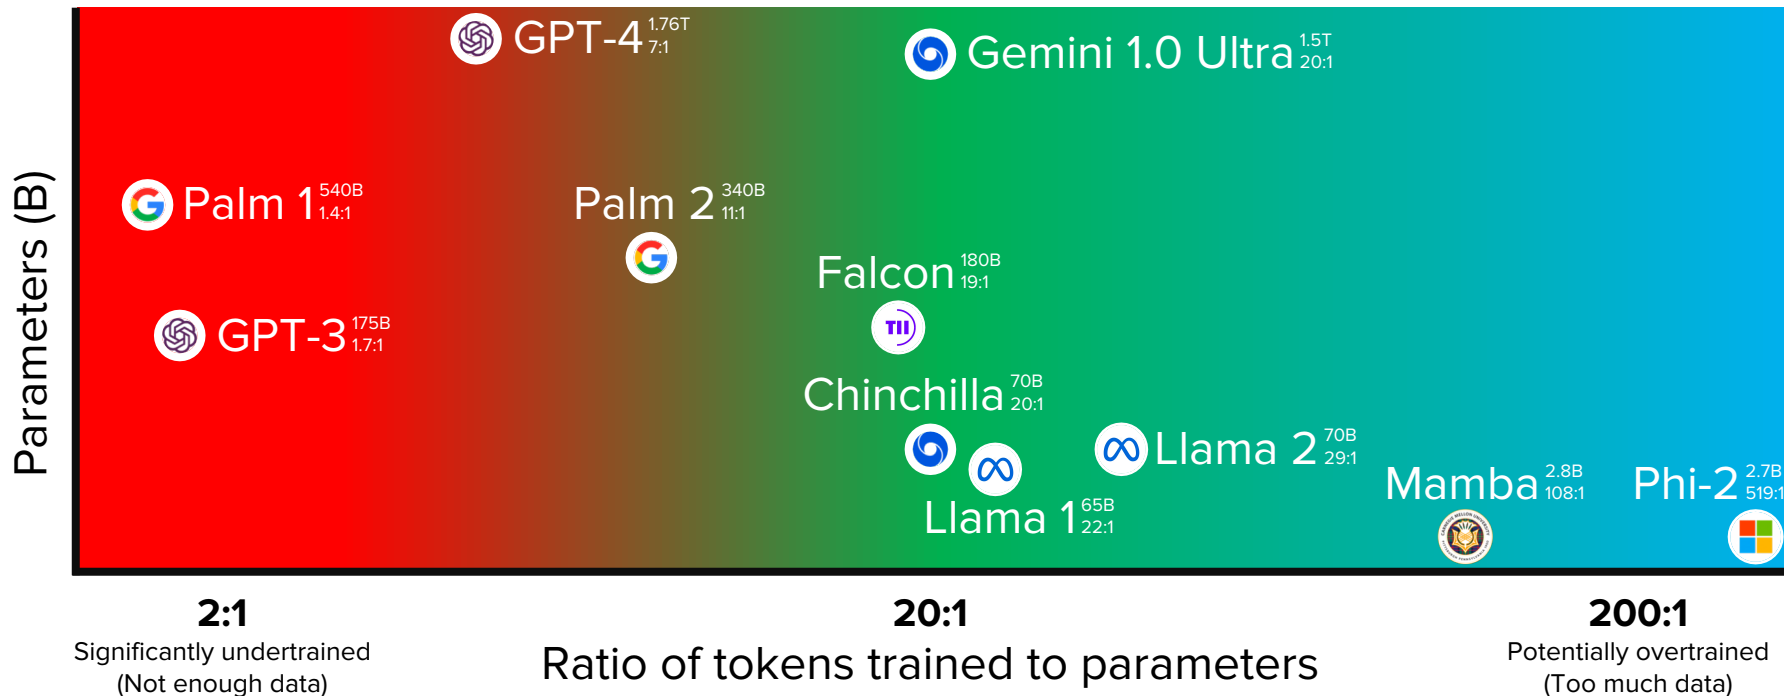 GPT-4 1.76T
7:1
Gemini 1.0 Ultra 1.5T
20:1
Palm 1 540B
1.4:1
Palm 2 340B
11:1
Falcon 180B
19:1
TII
GPT-3 175B
1.7:1
Chinchilla 70B
20:1
Llama 2 70B
29:1
Llama 1 65B
22:1
Mamba 2.8B
108:1
Phi-2 2.7B
519:1
Parameters (B)
2:1
Significantly undertrained
(Not enough data)
20:1
Ratio of tokens trained to parameters
200:1
Potentially overtrained
(Too much data)